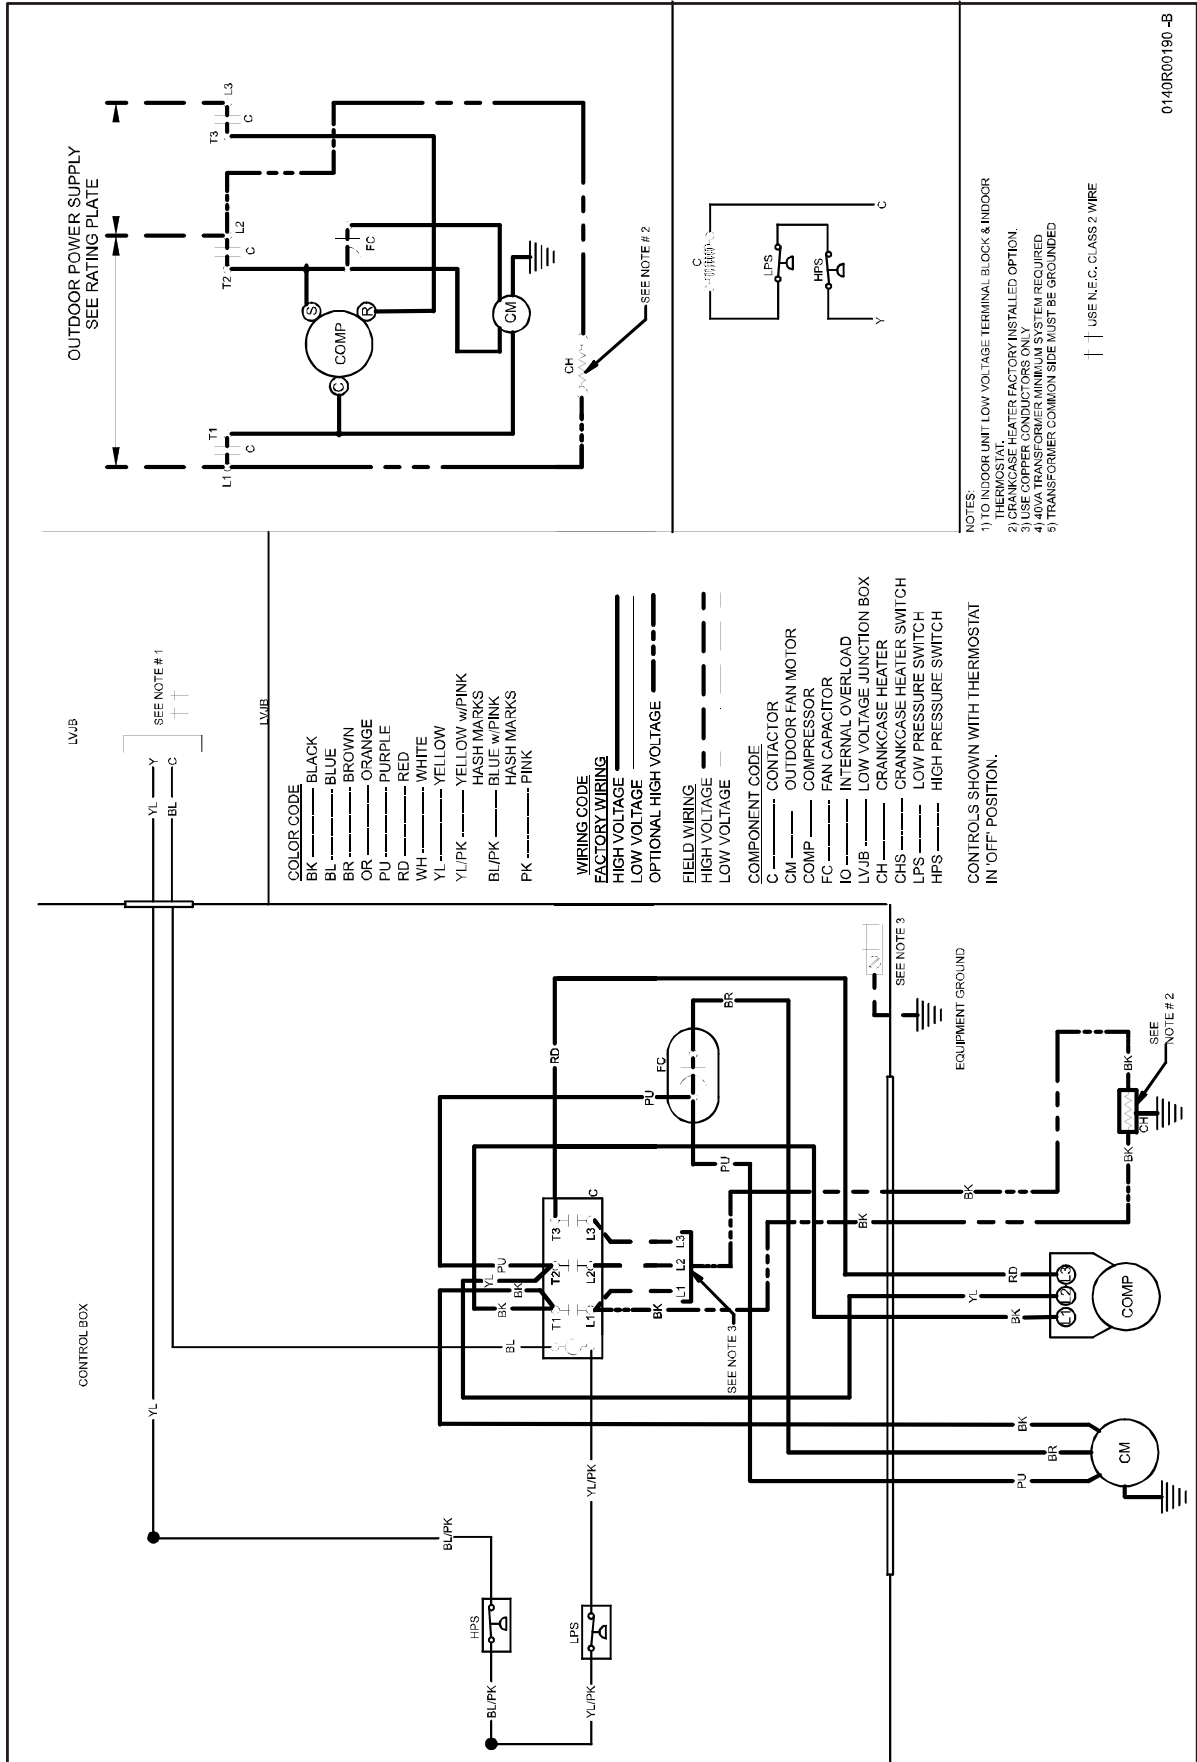 OUTDOOR POWER SUPPLY
SEE RATING PLATE
L1
T1
C
T2
L2
C
T3
L3
C
S
R
C
COMP
FC
CM
CH
SEE NOTE # 2
C
LPS
HPS
Y
C
NOTES:
1) TO INDOOR UNIT LOW VOLTAGE TERMINAL BLOCK & INDOOR
THERMOSTAT.
2) CRANKCASE HEATER FACTORY INSTALLED OPTION.
3) USE COPPER CONDUCTORS ONLY
4) 40VA TRANSFORMER MINIMUM SYSTEM REQUIRED
5) TRANSFORMER COMMON SIDE MUST BE GROUNDED
USE N.E.C. CLASS 2 WIRE
0140R00190 -B
LVJB
SEE NOTE # 1
Y
C
YL
BL
LVJB
COLOR CODE
BK BLACK
BL BLUE
BR BROWN
OR ORANGE
PU PURPLE
RD RED
WH WHITE
YL YELLOW
YL/PK YELLOW w/PINK
HASH MARKS
BL/PK BLUE w/PINK
HASH MARKS
PK PINK
WIRING CODE
FACTORY WIRING
HIGH VOLTAGE
LOW VOLTAGE
OPTIONAL HIGH VOLTAGE
FIELD WIRING
HIGH VOLTAGE
LOW VOLTAGE
COMPONENT CODE
C CONTACTOR
CM OUTDOOR FAN MOTOR
COMP COMPRESSOR
FC FAN CAPACITOR
IO INTERNAL OVERLOAD
LVJB LOW VOLTAGE JUNCTION BOX
CH CRANKCASE HEATER
CHS CRANKCASE HEATER SWITCH
LPS LOW PRESSURE SWITCH
HPS HIGH PRESSURE SWITCH
CONTROLS SHOWN WITH THERMOSTAT
IN 'OFF' POSITION.
CONTROL BOX
YL
BL/PK
HPS
BL/PK
LPS
YL/PK
YL/PK
BL
BK
BK
YL
PU
RD
PU
FC
BR
PU
T1
T2
T3
C
L1
L2
L3
BK
L1
L2
L3
SEE NOTE 3
SEE NOTE 3
EQUIPMENT GROUND
BK
BK
BK
BK
CH
SEE
NOTE # 2
RD
YL
BK
L1
L2
L3
COMP
BK
BR
PU
CM